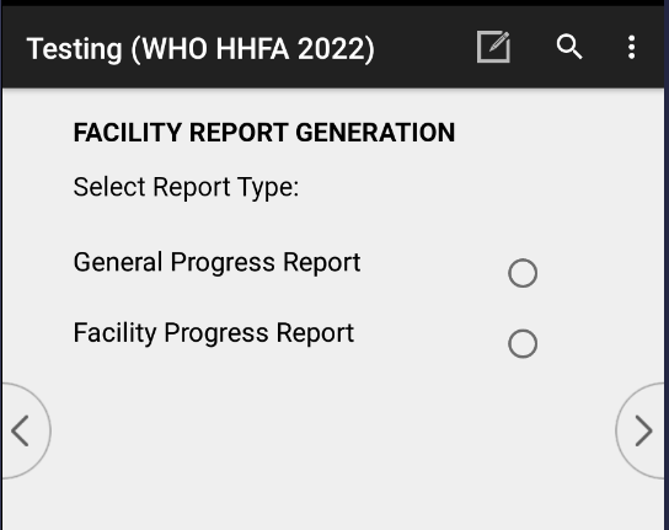 Testing (WHO HHFA 2022)
FACILITY REPORT GENERATION
Select Report Type:
General Progress Report
Facility Progress Report